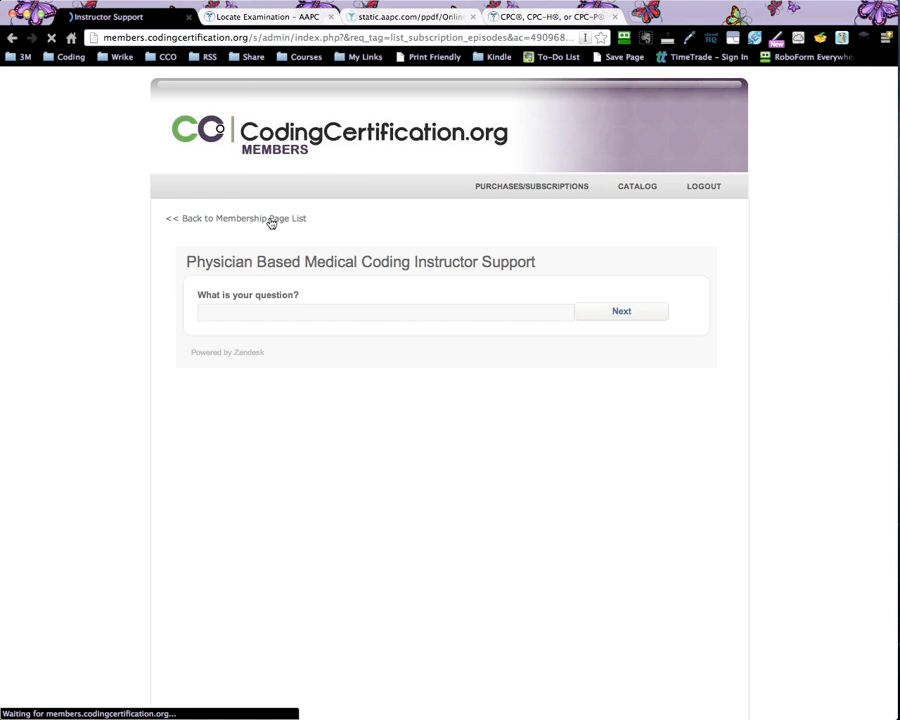 Instructor Support
Locate Examination - AAPC
static.aapc.com/ppdf/Onlin
CPC®, CPC-H®, or CPC-P®
members.codingcertification.org/s/admin/index.php?&req_tag=list_subscription_episodes&ac=490968...
3M Coding Wrike CCO RSS Share Courses My Links Print Friendly Kindle To-Do List Save Page TimeTrade – Sign In RoboForm Everywhe
New
CodingCertification.org
MEMBERS
PURCHASES/SUBSCRIPTIONS CATALOG LOGOUT
<< Back to Membership Page List
Physician Based Medical Coding Instructor Support
What is your question?
Next
Powered by Zendesk
Waiting for members.codingcertification.org...